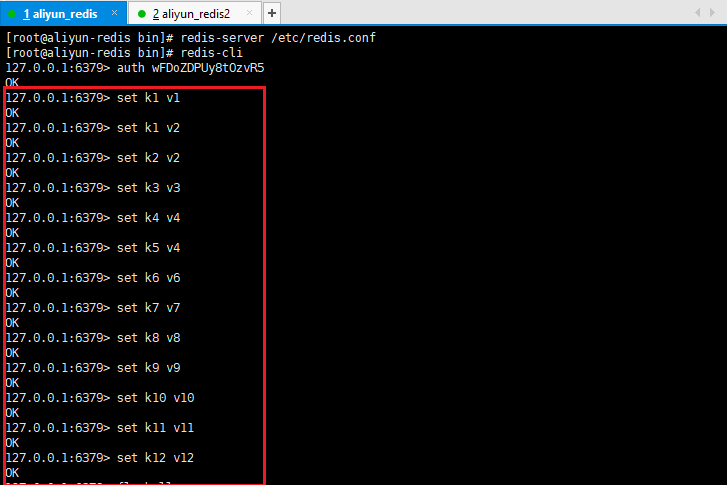 1 aliyun_redis × 2 aliyun_redis2 × +
[root@aliyun-redis bin]# redis-server /etc/redis.conf
[root@aliyun-redis bin]# redis-cli
127.0.0.1:6379> auth wFDoZDPUy8tOzvR5
OK
127.0.0.1:6379> set k1 v1
OK
127.0.0.1:6379> set k1 v2
OK
127.0.0.1:6379> set k2 v2
OK
127.0.0.1:6379> set k3 v3
OK
127.0.0.1:6379> set k4 v4
OK
127.0.0.1:6379> set k5 v4
OK
127.0.0.1:6379> set k6 v6
OK
127.0.0.1:6379> set k7 v7
OK
127.0.0.1:6379> set k8 v8
OK
127.0.0.1:6379> set k9 v9
OK
127.0.0.1:6379> set k10 v10
OK
127.0.0.1:6379> set k11 v11
OK
127.0.0.1:6379> set k12 v12
OK